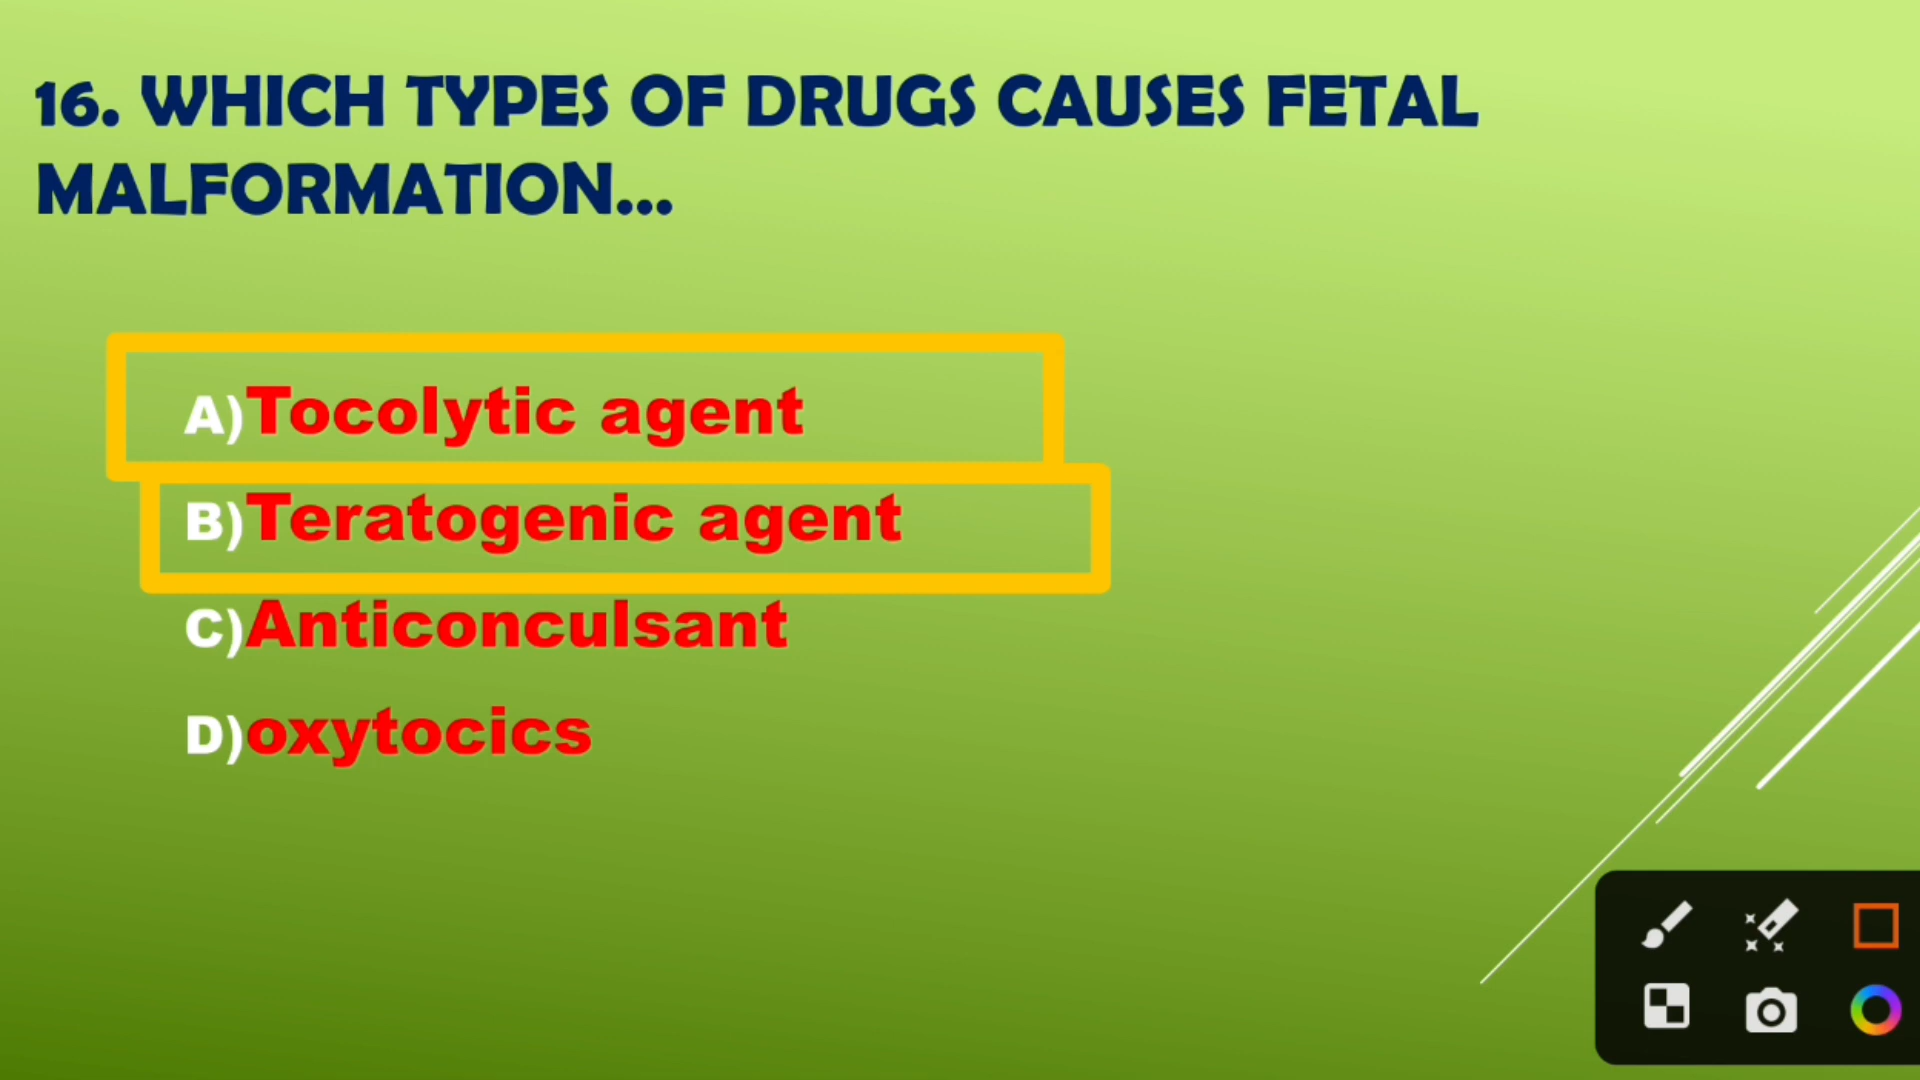 16. WHICH TYPES OF DRUGS CAUSES FETAL
MALFORMATION...
A)Tocolytic agent
B)Teratogenic agent
C)Anticonculsant
D)oxytocics